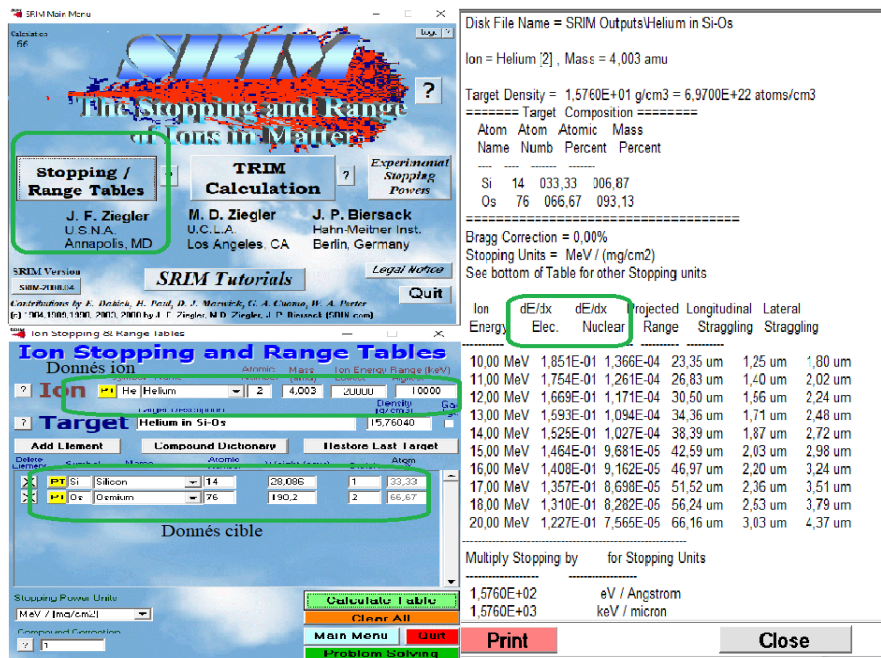 SRIM Main Menu
Calculation
66
?
SRIM
The Stopping and Range
of Ions in Matter
Stopping /
Range Tables
?
TRIM
Calculation
?
Experimental
Stopping
Powers
J. F. Ziegler
U.S.N.A.
Annapolis, MD
M. D. Ziegler
U.C.L.A.
Los Angeles, CA
J. P. Biersack
Hahn-Meitner Inst.
Berlin, Germany
SRIM Version
SRIM-2008.04
SRIM Tutorials
Legal Notice
Quit
Ion Stopping & Range Tables
Ion Stopping and Range Tables
Donnés ion
Atomic
Number
Mass
(amu)
Ion Energy Range (keV)
? Ion PT He Helium 2 4,003
Density
? Target Helium in Si-Os 15,76040
Add Element
Compound Dictionary
Restore Last Target
Delete
Element
Symbol
Name
Atomic
Number
Atom
X PT Si Silicon 14 28,086 1 33,33
X PT Os Osmium 76 190,2 2 66,67
Donnés cible
Stopping Power Units
MeV / (mg/cm2)
Compound Correction
? 1
Calculate Table
Clear All
Main Menu
Quit
Problem Solving
Disk File Name = SRIM Outputs\Helium in Si-Os
Ion = Helium [2] , Mass = 4,003 amu
Target Density = 1,5760E+01 g/cm3 = 6,9700E+22 atoms/cm3
======= Target Composition ========
Atom Atom Atomic Mass
Name Numb Percent Percent
---- ---- ------- -------
Si 14 033,33 006,87
Os 76 066,67 093,13
====================================
Bragg Correction = 0,00%
Stopping Units = MeV / (mg/cm2)
See bottom of Table for other Stopping units
Ion dE/dx dE/dx Projected Longitudinal Lateral
Energy Elec. Nuclear Range Straggling Straggling
10,00 MeV 1,851E-01 1,366E-04 23,35 um 1,25 um 1,80 um
11,00 MeV 1,754E-01 1,261E-04 26,83 um 1,40 um 2,02 um
12,00 MeV 1,669E-01 1,171E-04 30,50 um 1,56 um 2,24 um
13,00 MeV 1,593E-01 1,094E-04 34,36 um 1,71 um 2,48 um
14,00 MeV 1,525E-01 1,027E-04 38,39 um 1,87 um 2,72 um
15,00 MeV 1,464E-01 9,681E-05 42,59 um 2,03 um 2,98 um
16,00 MeV 1,408E-01 9,162E-05 46,97 um 2,20 um 3,24 um
17,00 MeV 1,357E-01 8,698E-05 51,52 um 2,36 um 3,51 um
18,00 MeV 1,310E-01 8,282E-05 56,24 um 2,53 um 3,79 um
20,00 MeV 1,227E-01 7,565E-05 66,16 um 3,03 um 4,37 um
Multiply Stopping by for Stopping Units
1,5760E+02 eV / Angstrom
1,5760E+03 keV / micron
Print
Close